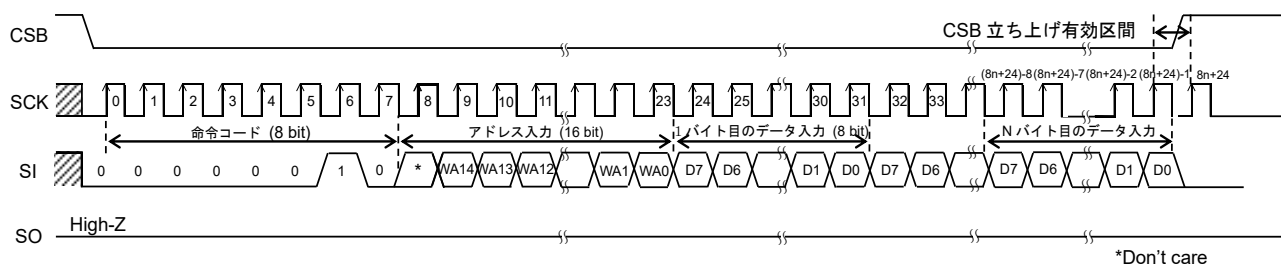 CSB CSB 立ち上げ有効区間
(8n+24)-8 (8n+24)-7 (8n+24)-2 (8n+24)-1 8n+24
SCK 0 1 2 3 4 5 6 7 8 9 10 11 23 24 25 30 31 32 33
命令コード (8 bit) アドレス入力 (16 bit) 1 バイト目のデータ入力 (8 bit) N バイト目のデータ入力
SI 0 0 0 0 0 0 1 0 * WA14 WA13 WA12 WA1 WA0 D7 D6 D1 D0 D7 D6 D7 D6 D1 D0
High-Z
SO
*Don't care